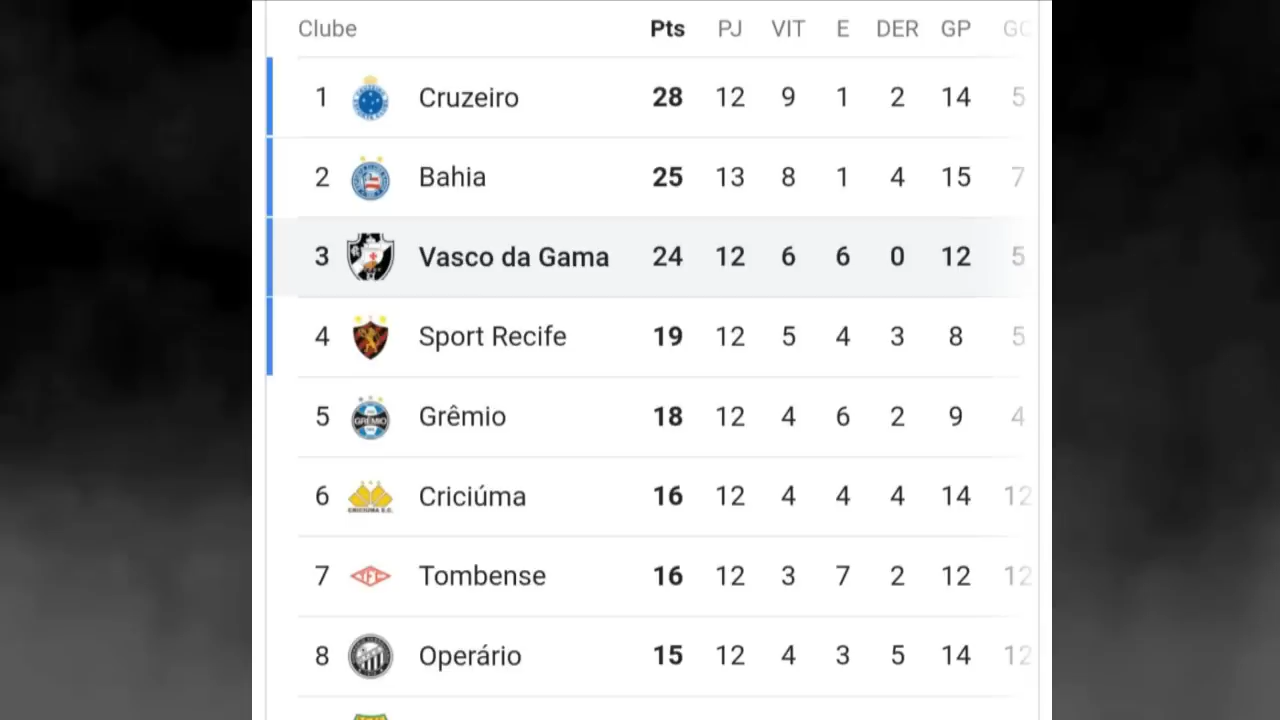 Clube Pts PJ VIT E DER GP GC
1 Cruzeiro 28 12 9 1 2 14 5
2 Bahia 25 13 8 1 4 15 7
3 Vasco da Gama 24 12 6 6 0 12 5
4 Sport Recife 19 12 5 4 3 8 5
5 GRÊMIO Grêmio 18 12 4 6 2 9 4
6 CRICIÚMA E.C. Criciúma 16 12 4 4 4 14 12
7 TFC Tombense 16 12 3 7 2 12 12
8 Operário 15 12 4 3 5 14 12